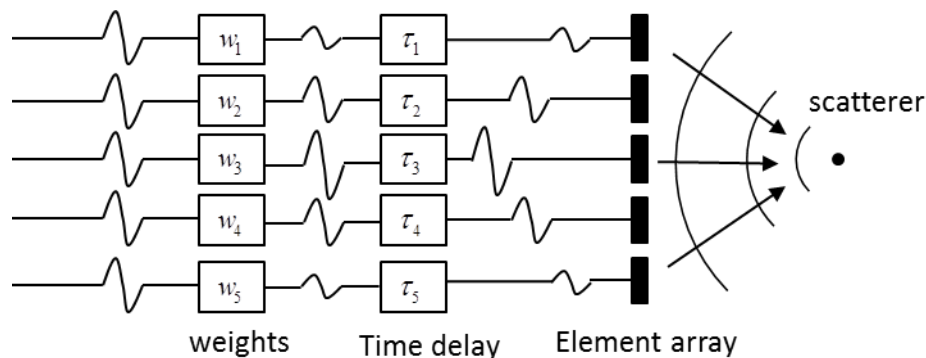 w₁ τ₁
w₂ τ₂
scatterer
w₃ τ₃
w₄ τ₄
w₅ τ₅
weights Time delay Element array